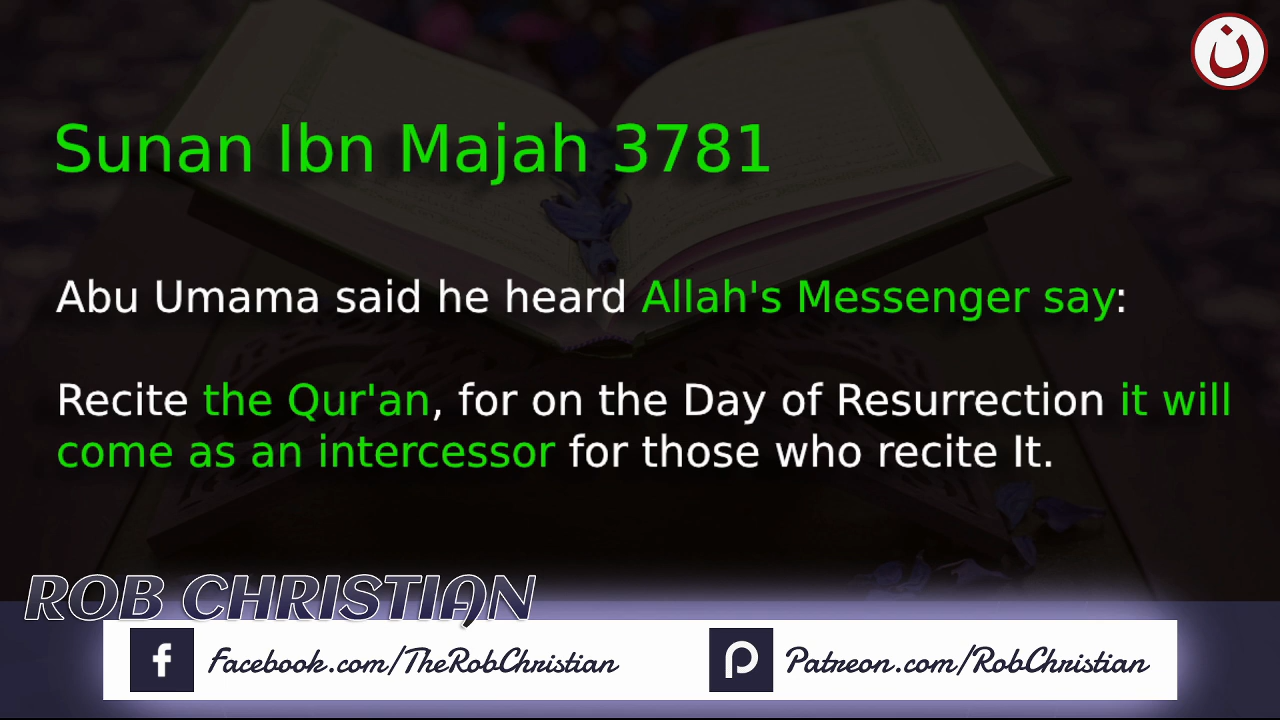 ن
Sunan Ibn Majah 3781
Abu Umama said he heard Allah's Messenger say:
Recite the Qur'an, for on the Day of Resurrection it will
come as an intercessor for those who recite It.
ROB CHRISTIAN
Facebook.com/TheRobChristian
Patreon.com/RobChristian